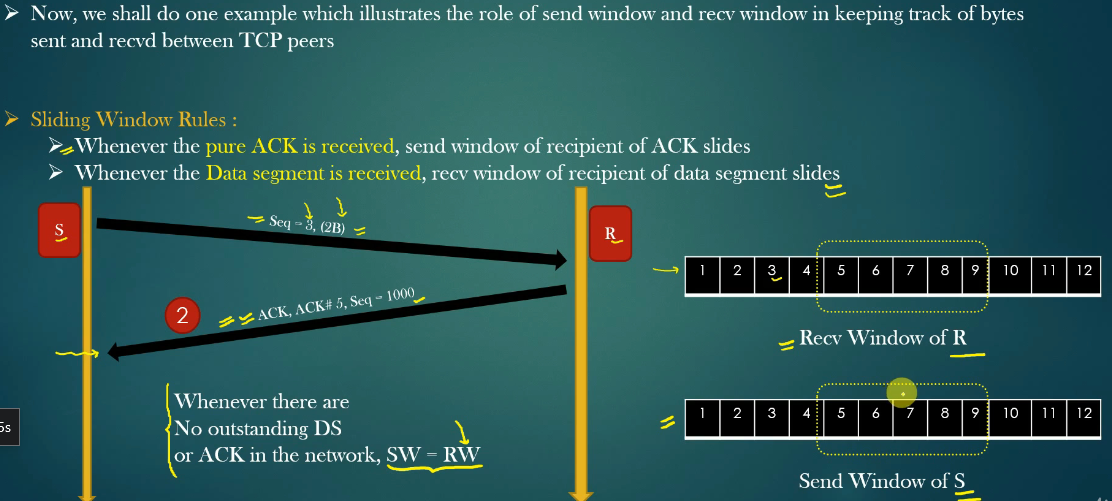 Now, we shall do one example which illustrates the role of send window and recv window in keeping track of bytes
sent and recvd between TCP peers
Sliding Window Rules :
Whenever the pure ACK is received, send window of recipient of ACK slides
Whenever the Data segment is received, recv window of recipient of data segment slides
S
Seq = 3, (2B)
R
1 2 3 4 5 6 7 8 9 10 11 12
2
ACK, ACK# 5, Seq = 1000
Recv Window of R
Whenever there are
No outstanding DS
or ACK in the network, SW = RW
1 2 3 4 5 6 7 8 9 10 11 12
5s
Send Window of S